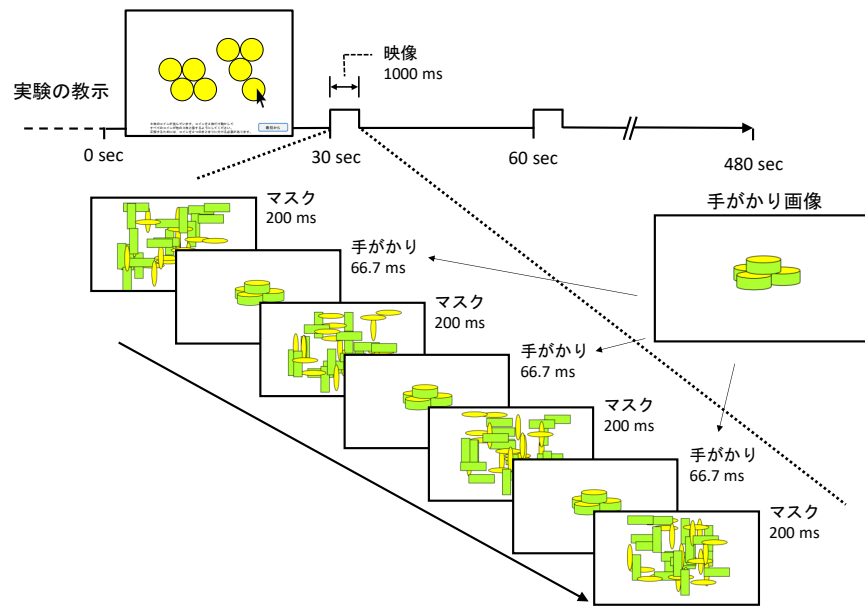 映像
1000 ms
実験の教示
0 sec
30 sec
60 sec
480 sec
マスク
200 ms
手がかり画像
手がかり
66.7 ms
マスク
200 ms
手がかり
66.7 ms
マスク
200 ms
手がかり
66.7 ms
マスク
200 ms